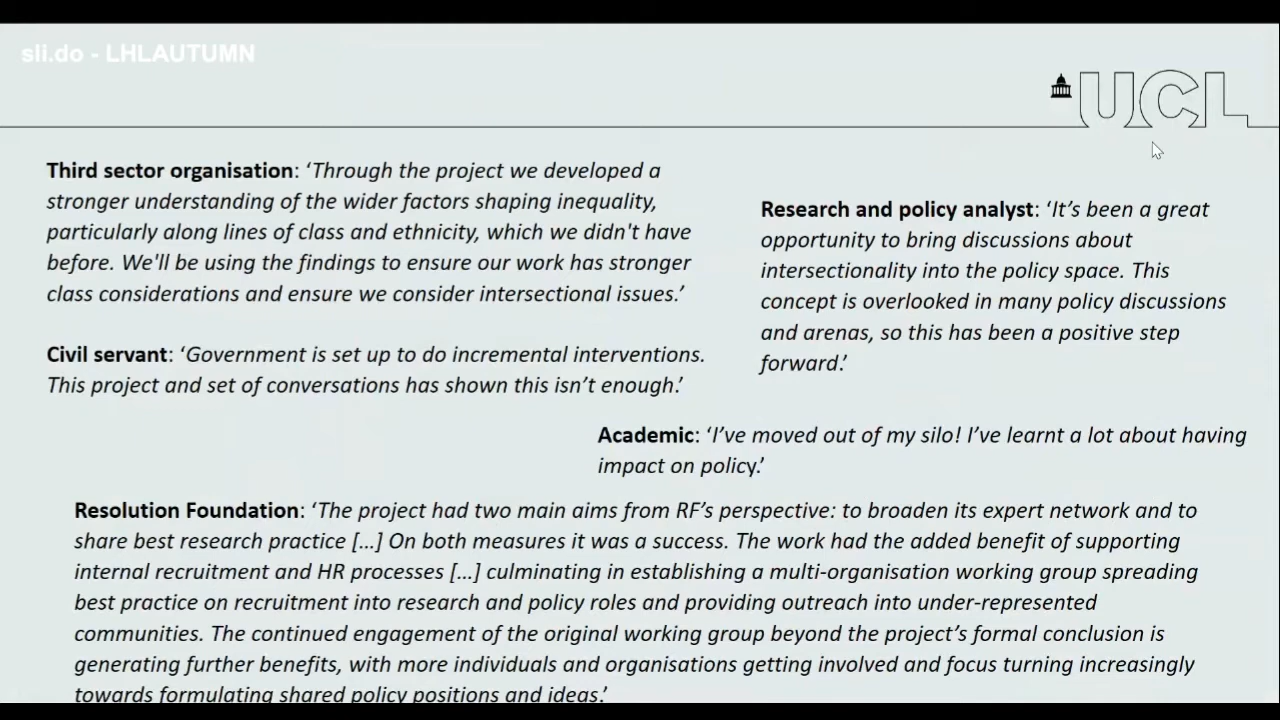 sli.do - LHLAUTUMN
UCL
Third sector organisation: ‘Through the project we developed a
stronger understanding of the wider factors shaping inequality,
particularly along lines of class and ethnicity, which we didn't have
before. We'll be using the findings to ensure our work has stronger
class considerations and ensure we consider intersectional issues.’
Civil servant: ‘Government is set up to do incremental interventions.
This project and set of conversations has shown this isn’t enough.’
Research and policy analyst: ‘It’s been a great
opportunity to bring discussions about
intersectionality into the policy space. This
concept is overlooked in many policy discussions
and arenas, so this has been a positive step
forward.’
Academic: ‘I’ve moved out of my silo! I’ve learnt a lot about having
impact on policy.’
Resolution Foundation: ‘The project had two main aims from RF’s perspective: to broaden its expert network and to
share best research practice [...] On both measures it was a success. The work had the added benefit of supporting
internal recruitment and HR processes [...] culminating in establishing a multi-organisation working group spreading
best practice on recruitment into research and policy roles and providing outreach into under-represented
communities. The continued engagement of the original working group beyond the project’s formal conclusion is
generating further benefits, with more individuals and organisations getting involved and focus turning increasingly
towards formulating shared policy positions and ideas.’